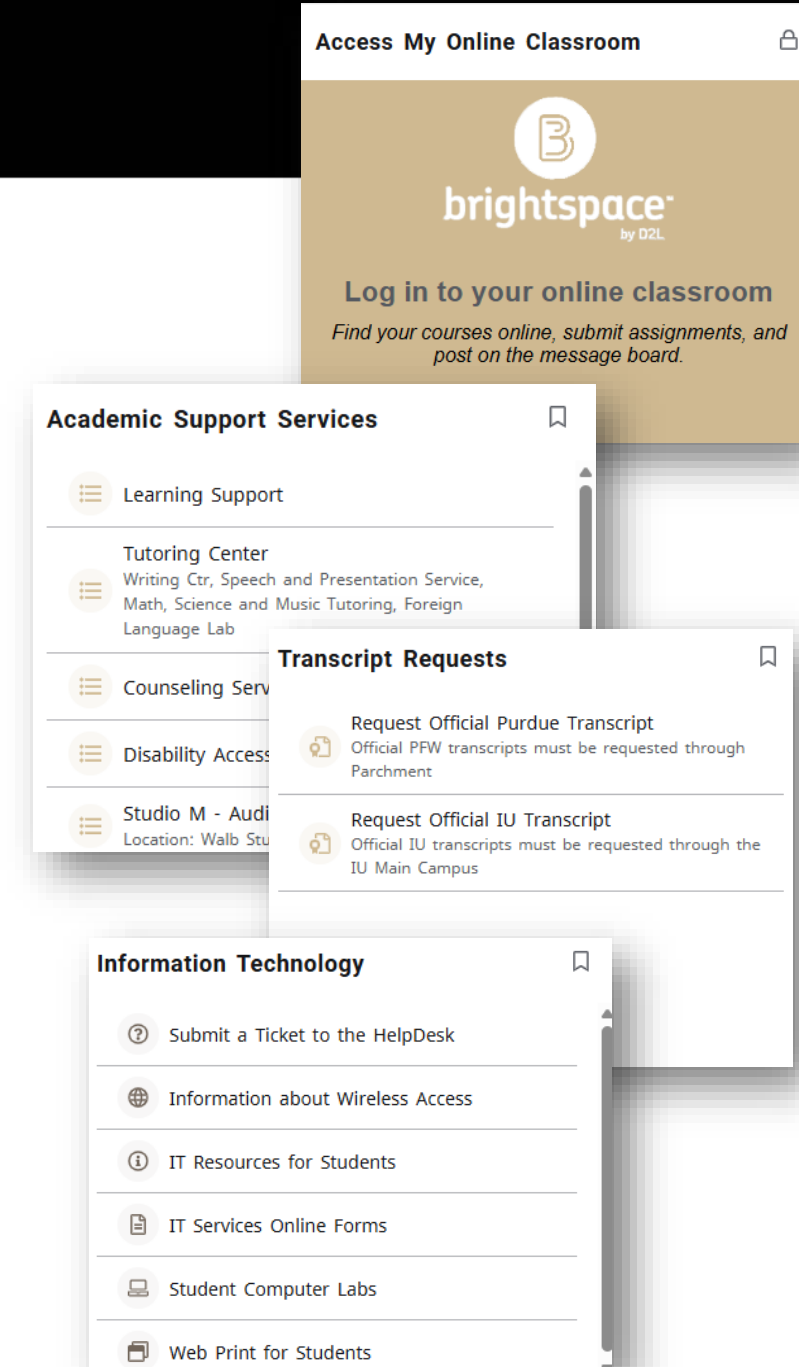 Access My Online Classroom
B
brightspace
by D2L
Log in to your online classroom
Find your courses online, submit assignments, and
post on the message board.
Academic Support Services
Learning Support
Tutoring Center
Writing Ctr, Speech and Presentation Service,
Math, Science and Music Tutoring, Foreign
Language Lab
Counseling Serv
Disability Access
Studio M - Audi
Location: Walb Stu
Transcript Requests
Request Official Purdue Transcript
Official PFW transcripts must be requested through
Parchment
Request Official IU Transcript
Official IU transcripts must be requested through the
IU Main Campus
Information Technology
Submit a Ticket to the HelpDesk
Information about Wireless Access
IT Resources for Students
IT Services Online Forms
Student Computer Labs
Web Print for Students